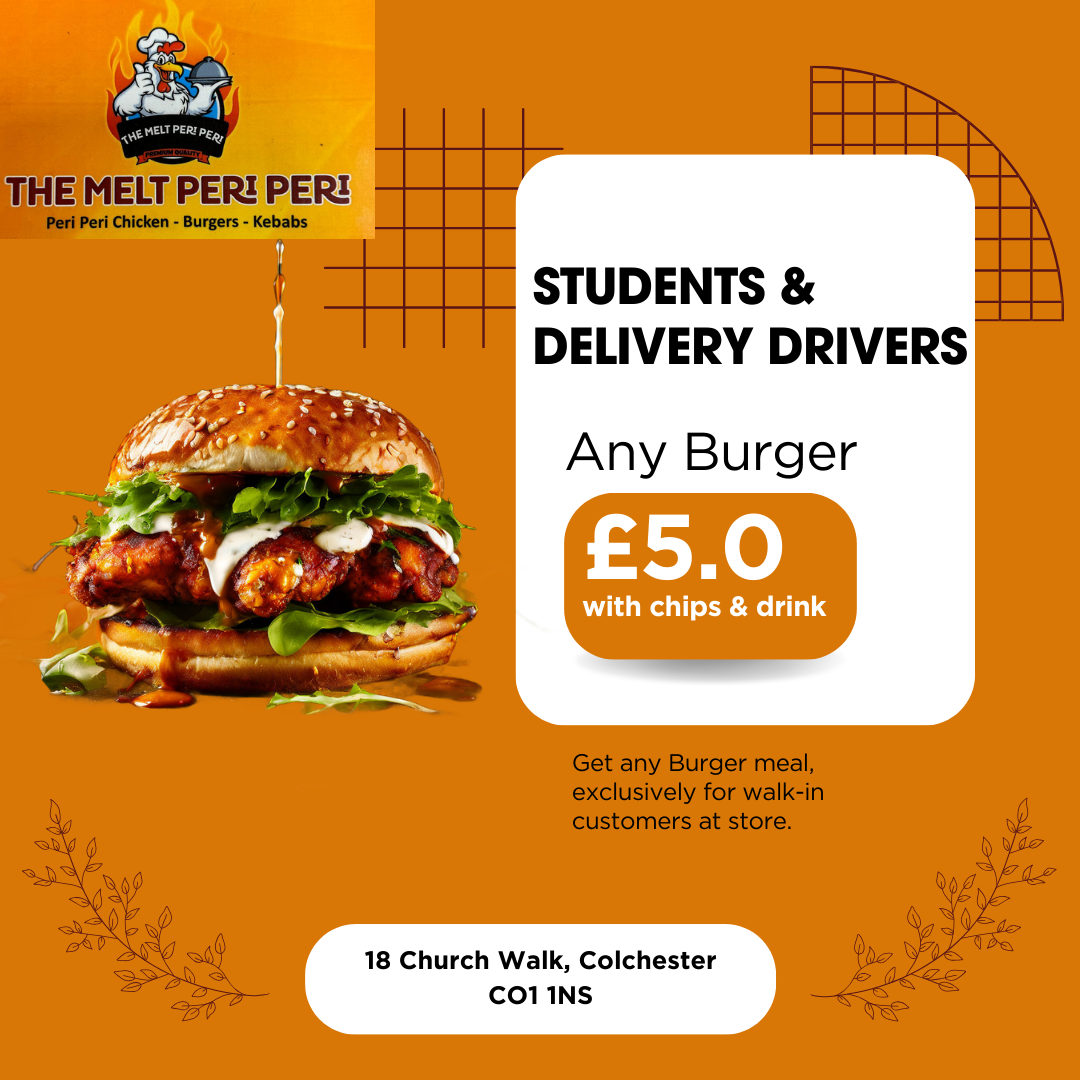 THE MELT PERI PERI
PREMIUM QUALITY
THE MELT PERI PERI
Peri Peri Chicken - Burgers - Kebabs
STUDENTS &
DELIVERY DRIVERS
Any Burger
£5.0
with chips & drink
Get any Burger meal,
exclusively for walk-in
customers at store.
18 Church Walk, Colchester
CO1 1NS